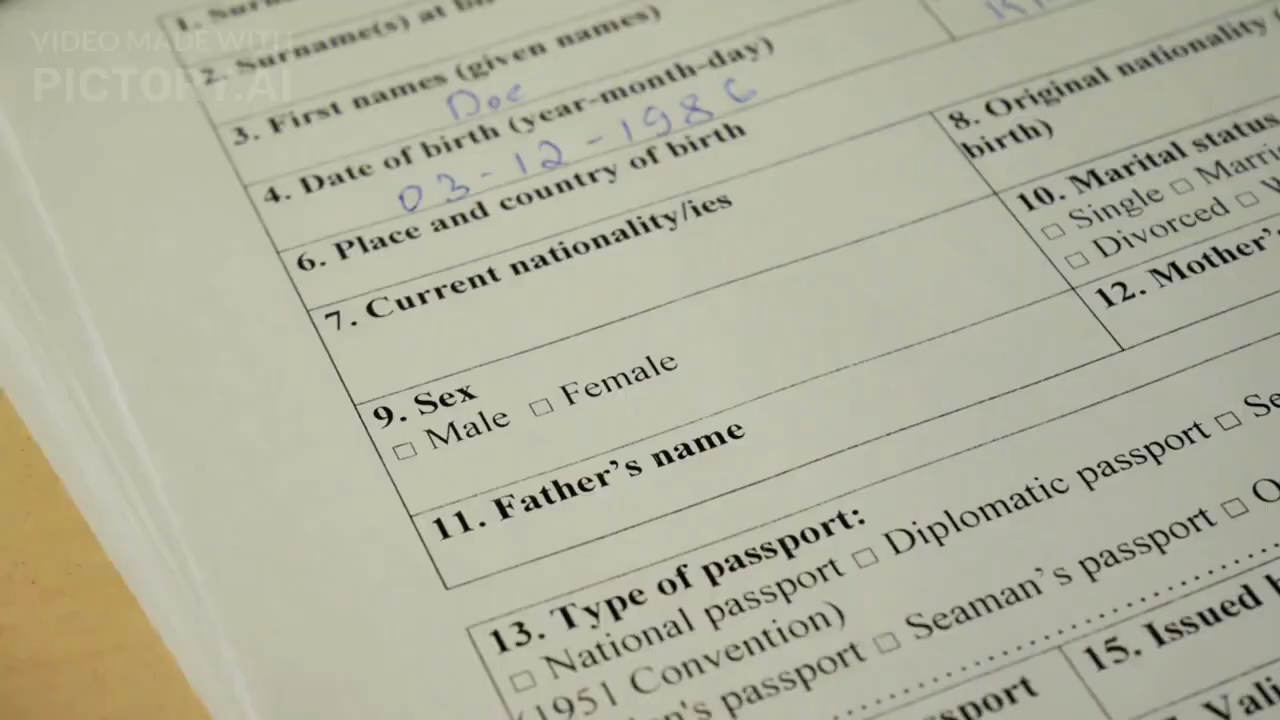 VIDEO MADE WITH
PICTORY.AI
1.
2. Surname(s) at
3. First names (given names)
Doe
4. Date of birth (year-month-day)
03-12-1986
6. Place and country of birth
7. Current nationality/ies
8. Original nationality
birth)
9. Sex
□ Male □ Female
10. Marital status
□ Single □
□ Divorced □
11. Father's name
12. Mother's
13. Type of passport:
□ National passport □ Diplomatic passport □
(1951 Convention)
passport □ Seaman's passport □
15. Issued